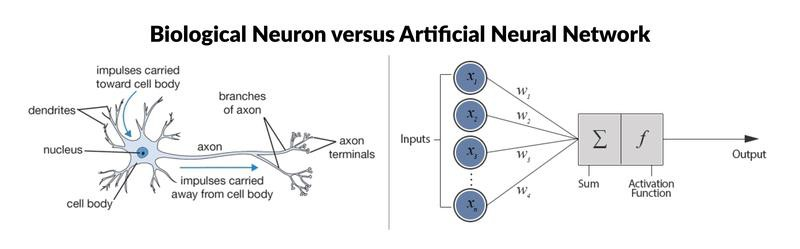 Biological Neuron versus Artificial Neural Network
impulses carried
toward cell body
dendrites
nucleus
cell body
axon
branches
of axon
axon
terminals
impulses carried
away from cell body
Inputs
x₁
x₂
x₃
xₙ
w₁
w₂
w₃
w₄
Σ
f
Sum
Activation
Function
Output